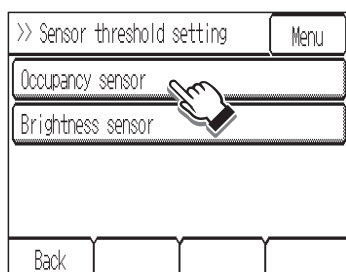 >> Sensor threshold setting
Menu
Occupancy sensor
Brightness sensor
Back